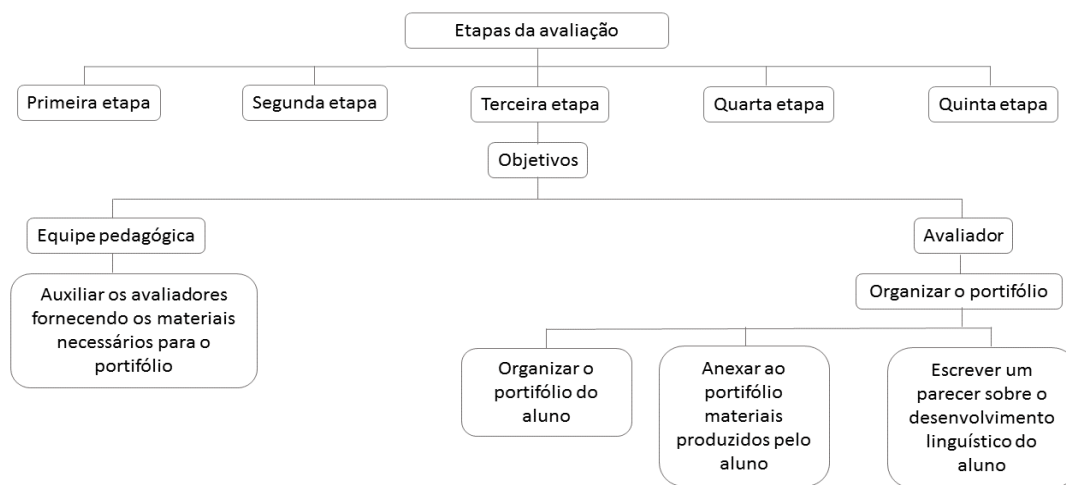 Etapas da avaliação
Primeira etapa
Segunda etapa
Terceira etapa
Quarta etapa
Quinta etapa
Objetivos
Equipe pedagógica
Avaliador
Auxiliar os avaliadores
fornecendo os materiais
necessários para o
portifólio
Organizar o portifólio
Organizar o
portifólio do
aluno
Anexar ao
portifólio
materiais
produzidos pelo
aluno
Escrever um
parecer sobre o
desenvolvimento
linguístico do
aluno